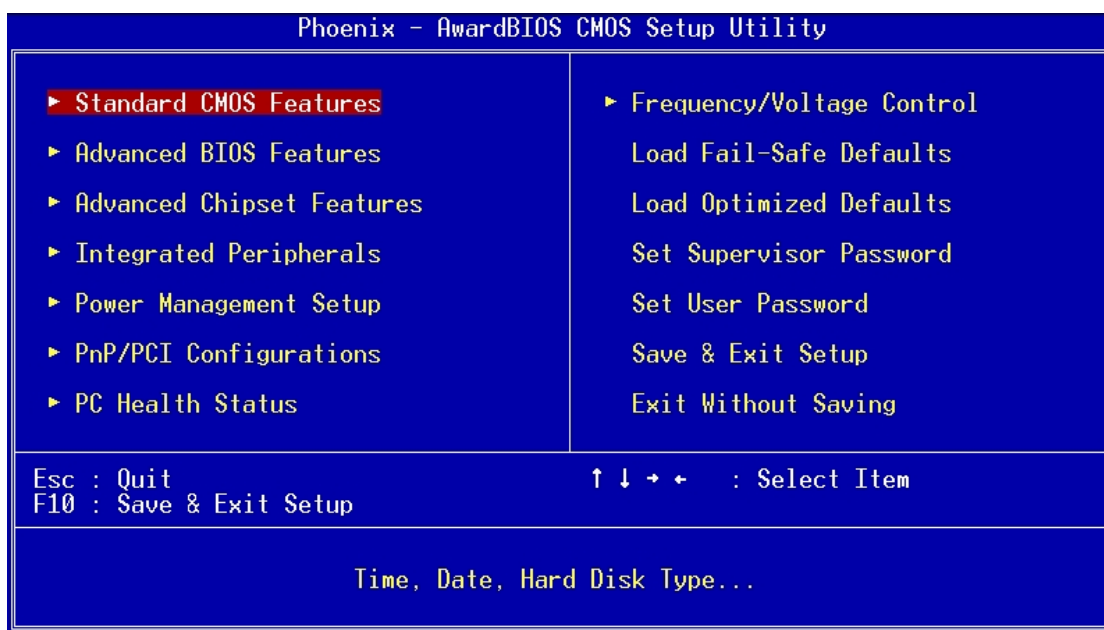 Phoenix - AwardBIOS CMOS Setup Utility
► Standard CMOS Features
► Advanced BIOS Features
► Advanced Chipset Features
► Integrated Peripherals
► Power Management Setup
► PnP/PCI Configurations
► PC Health Status
► Frequency/Voltage Control
Load Fail-Safe Defaults
Load Optimized Defaults
Set Supervisor Password
Set User Password
Save & Exit Setup
Exit Without Saving
Esc : Quit
F10 : Save & Exit Setup
↑ ↓ → ← : Select Item
Time, Date, Hard Disk Type...